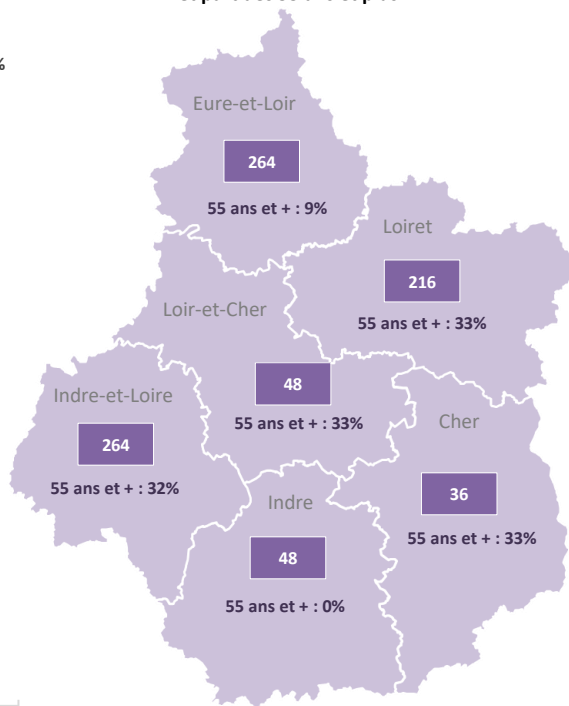 %
Eure-et-Loir
264
55 ans et + : 9%
Loiret
216
55 ans et + : 33%
Loir-et-Cher
48
55 ans et + : 33%
Indre-et-Loire
264
55 ans et + : 32%
Cher
36
55 ans et + : 33%
Indre
48
55 ans et + : 0%